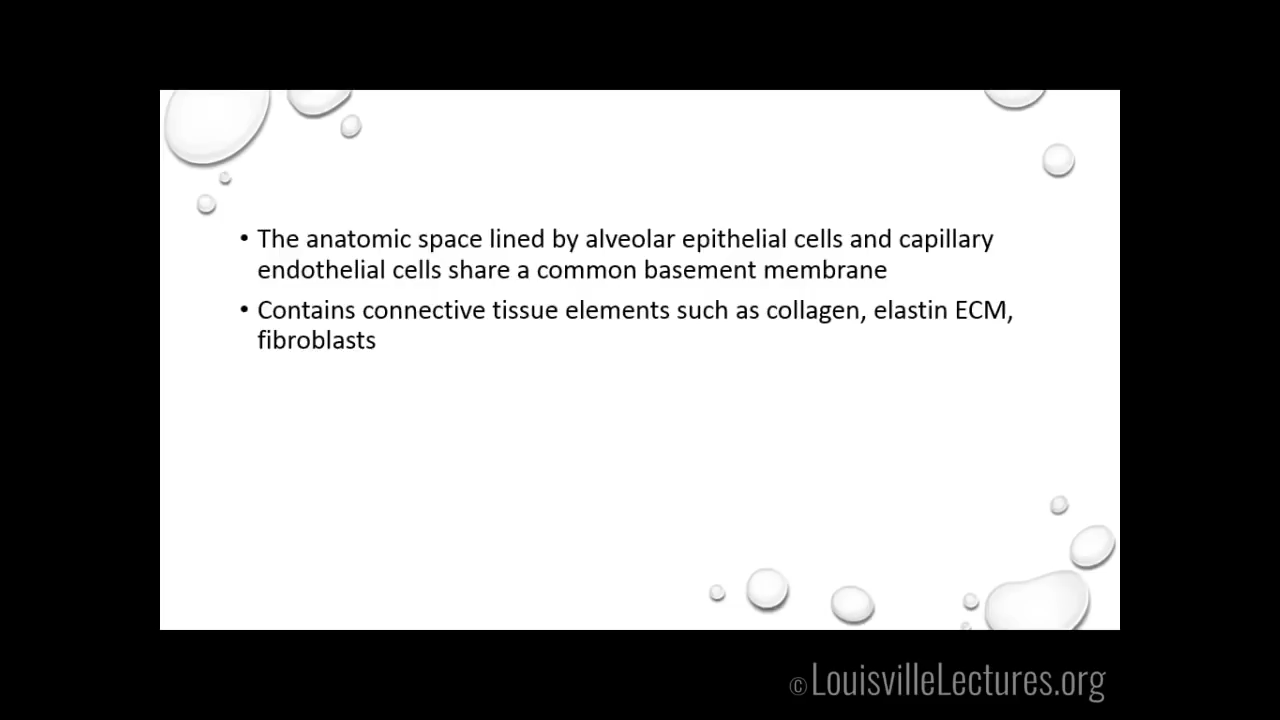 • The anatomic space lined by alveolar epithelial cells and capillary
endothelial cells share a common basement membrane
• Contains connective tissue elements such as collagen, elastin ECM,
fibroblasts
© LouisvilleLectures.org